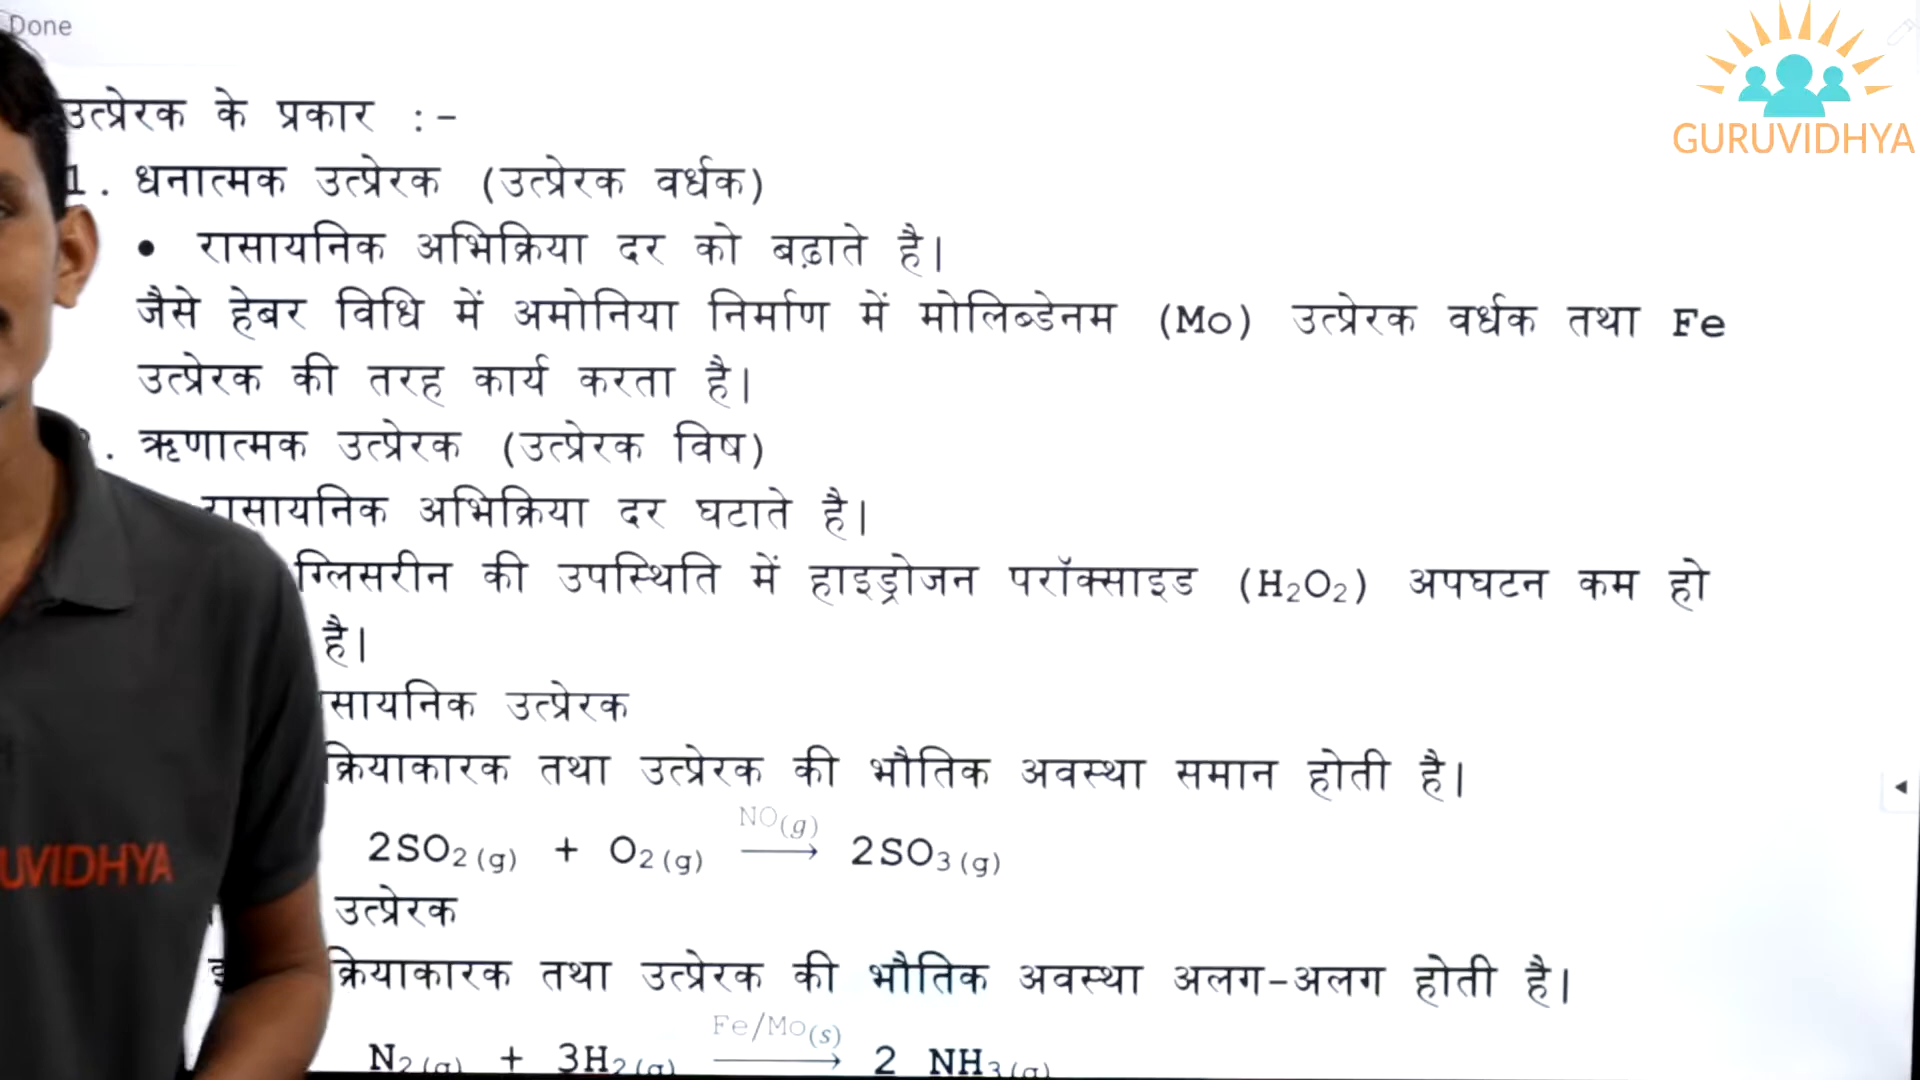 Done
GURUVIDHYA
उत्प्रेरक के प्रकार :-
1. धनात्मक उत्प्रेरक (उत्प्रेरक वर्धक)
• रासायनिक अभिक्रिया दर को बढ़ाते है।
जैसे हेबर विधि में अमोनिया निर्माण में मोलिब्डेनम (Mo) उत्प्रेरक वर्धक तथा Fe
उत्प्रेरक की तरह कार्य करता है।
. ऋणात्मक उत्प्रेरक (उत्प्रेरक विष)
रासायनिक अभिक्रिया दर घटाते है।
ग्लिसरीन की उपस्थिति में हाइड्रोजन परॉक्साइड (H₂O₂) अपघटन कम हो
है।
सायनिक उत्प्रेरक
क्रियाकारक तथा उत्प्रेरक की भौतिक अवस्था समान होती है।
NO(g)
2SO₂(g) + O₂(g) ⟶ 2SO₃(g)
उत्प्रेरक
क्रियाकारक तथा उत्प्रेरक की भौतिक अवस्था अलग-अलग होती है।
Fe/Mo(s)
N₂(g) + 3H₂(g) ⟶ 2 NH₃(g)
UVIDHYA